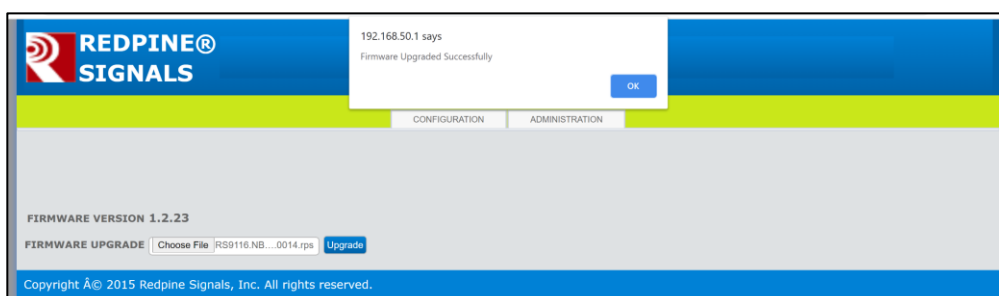 REDPINE®
SIGNALS
192.168.50.1 says
Firmware Upgraded Successfully
OK
CONFIGURATION ADMINISTRATION
FIRMWARE VERSION 1.2.23
FIRMWARE UPGRADE Choose File RS9116.NB....0014.rps Upgrade
Copyright Â© 2015 Redpine Signals, Inc. All rights reserved.